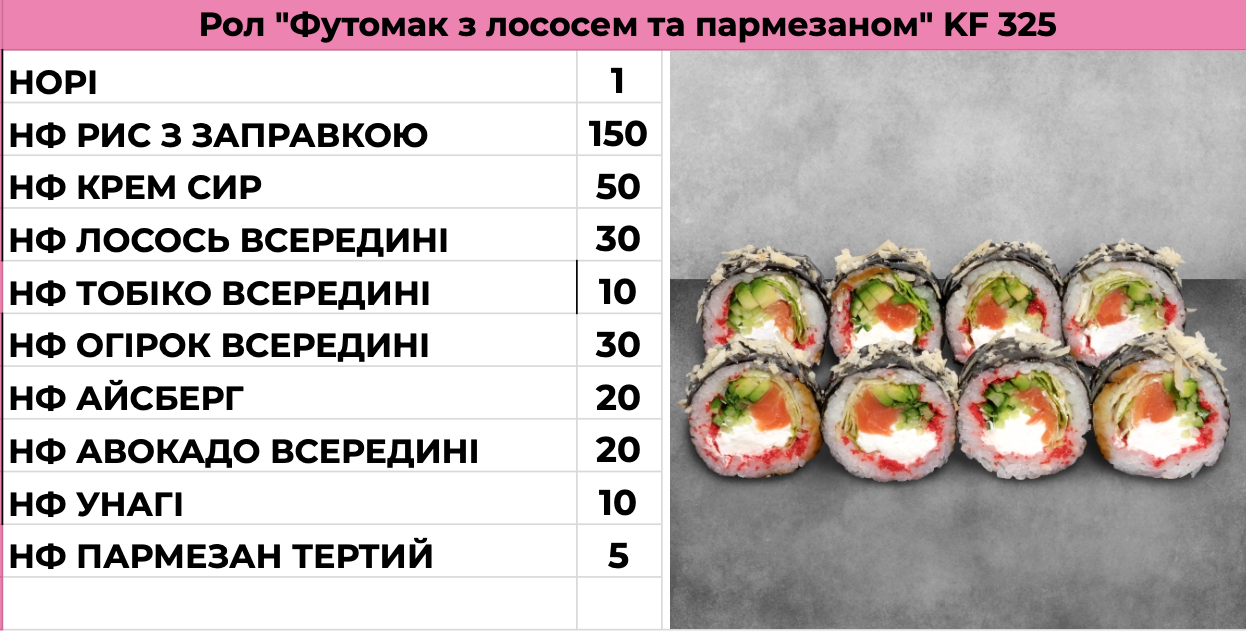 Рол "Футомак з лососем та пармезаном" KF 325
НОРІ 1
НФ РИС З ЗАПРАВКОЮ 150
НФ КРЕМ СИР 50
НФ ЛОСОСЬ ВСЕРЕДИНІ 30
НФ ТОБІКО ВСЕРЕДИНІ 10
НФ ОГІРОК ВСЕРЕДИНІ 30
НФ АЙСБЕРГ 20
НФ АВОКАДО ВСЕРЕДИНІ 20
НФ УНАГІ 10
НФ ПАРМЕЗАН ТЕРТИЙ 5